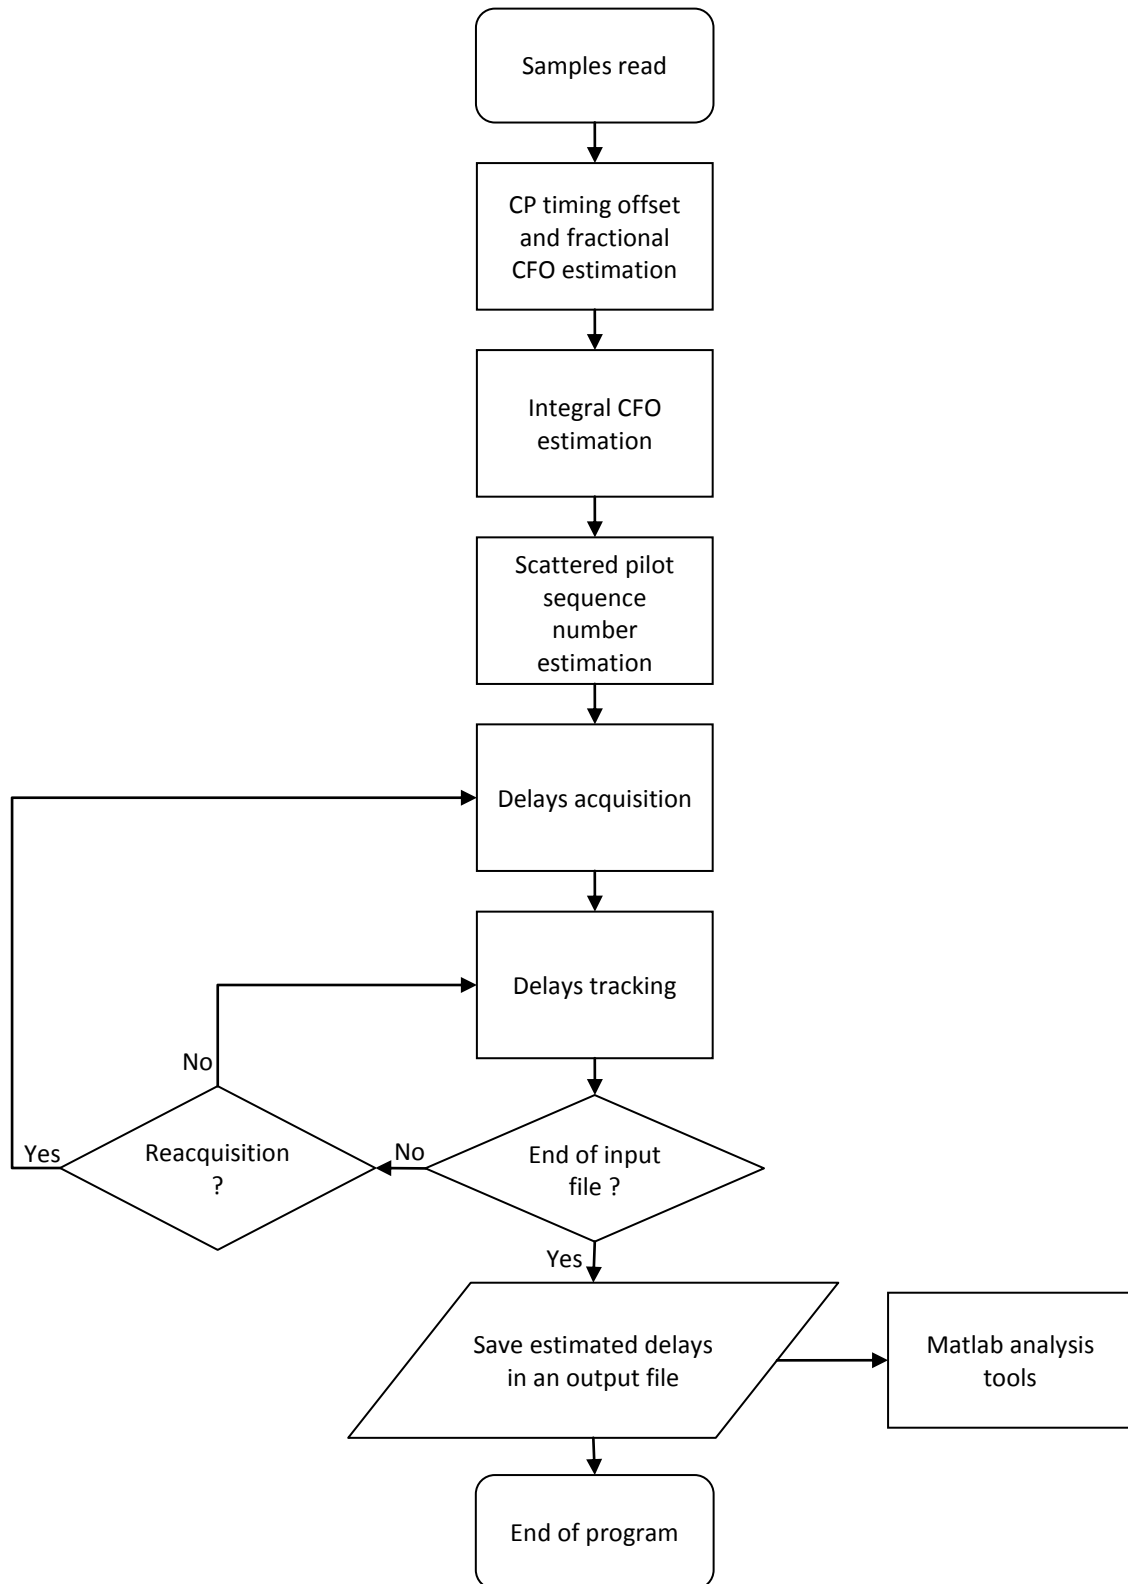 Samples read
CP timing offset
and fractional
CFO estimation
Integral CFO
estimation
Scattered pilot
sequence
number
estimation
Delays acquisition
Delays tracking
No
Yes
Reacquisition
?
No
End of input
file ?
Yes
Save estimated delays
in an output file
Matlab analysis
tools
End of program